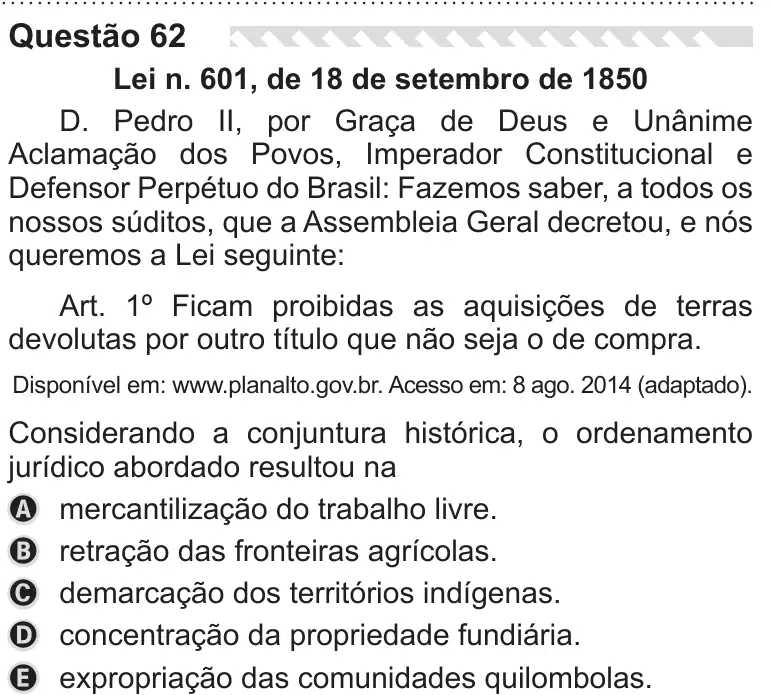 Questão 62
Lei n. 601, de 18 de setembro de 1850
D. Pedro II, por Graça de Deus e Unânime
Aclamação dos Povos, Imperador Constitucional e
Defensor Perpétuo do Brasil: Fazemos saber, a todos os
nossos súditos, que a Assembleia Geral decretou, e nós
queremos a Lei seguinte:
Art. 1º Ficam proibidas as aquisições de terras
devolutas por outro título que não seja o de compra.
Disponível em: www.planalto.gov.br. Acesso em: 8 ago. 2014 (adaptado).
Considerando a conjuntura histórica, o ordenamento
jurídico abordado resultou na
A mercantilização do trabalho livre.
B retração das fronteiras agrícolas.
C demarcação dos territórios indígenas.
D concentração da propriedade fundiária.
E expropriação das comunidades quilombolas.